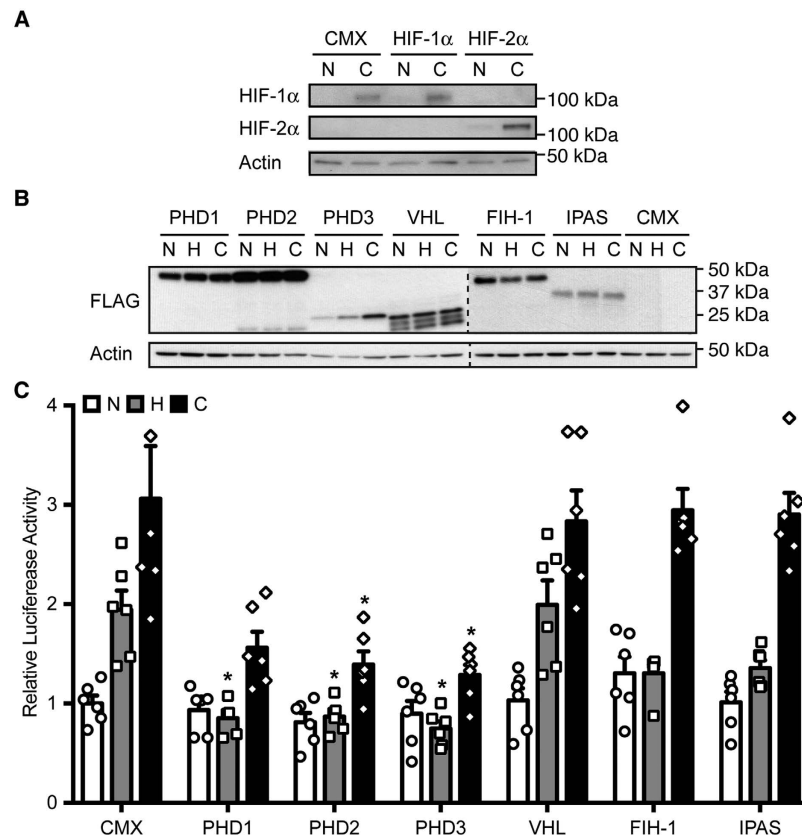 A
CMX HIF-1α HIF-2α
N C N C N C
HIF-1α 100 kDa
HIF-2α 100 kDa
Actin 50 kDa
B
PHD1 PHD2 PHD3 VHL FIH-1 IPAS CMX
N H C N H C N H C N H C N H C N H C N H C
FLAG 50 kDa
37 kDa
25 kDa
Actin 50 kDa
C
N H C
Relative Luciferease Activity
4
3
2
1
0
* * * * *
CMX PHD1 PHD2 PHD3 VHL FIH-1 IPAS